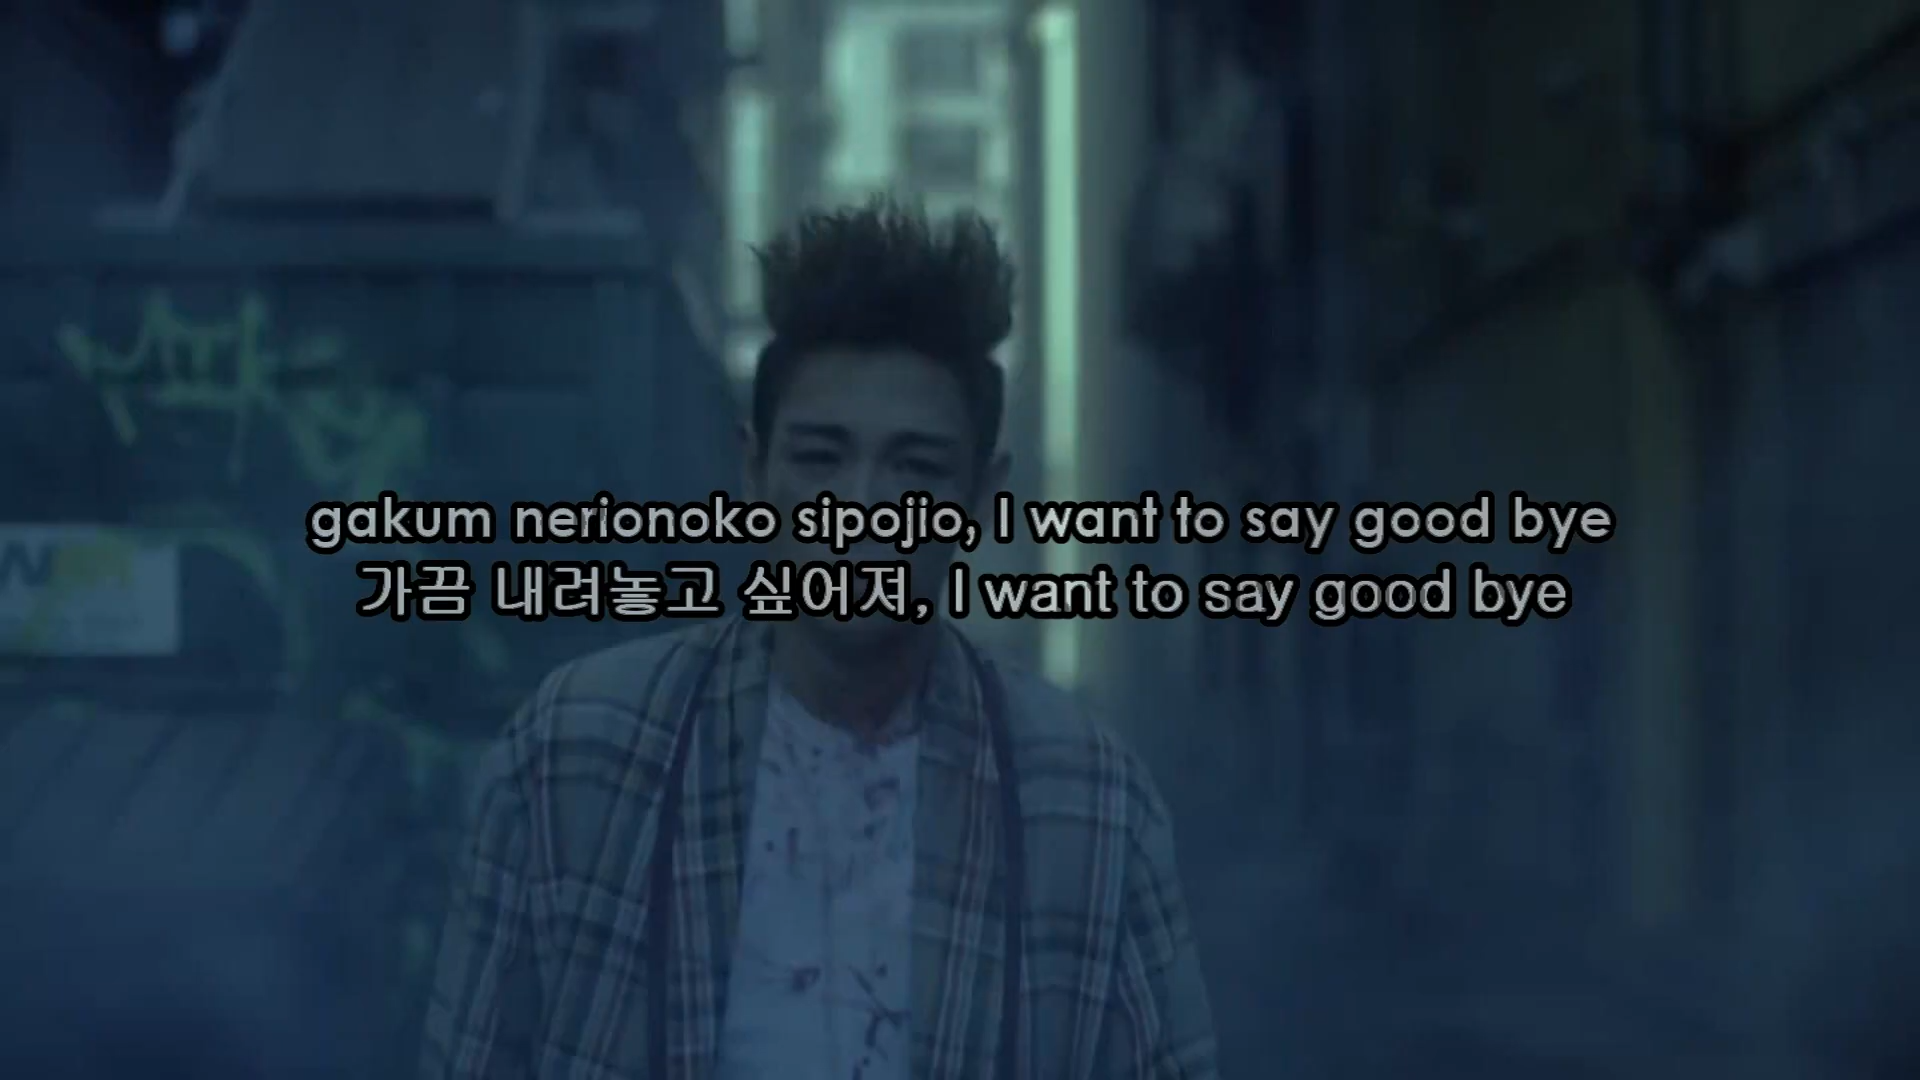 gakum nerionoko sipojio, I want to say good bye
가끔 내려놓고 싶어져, I want to say good bye